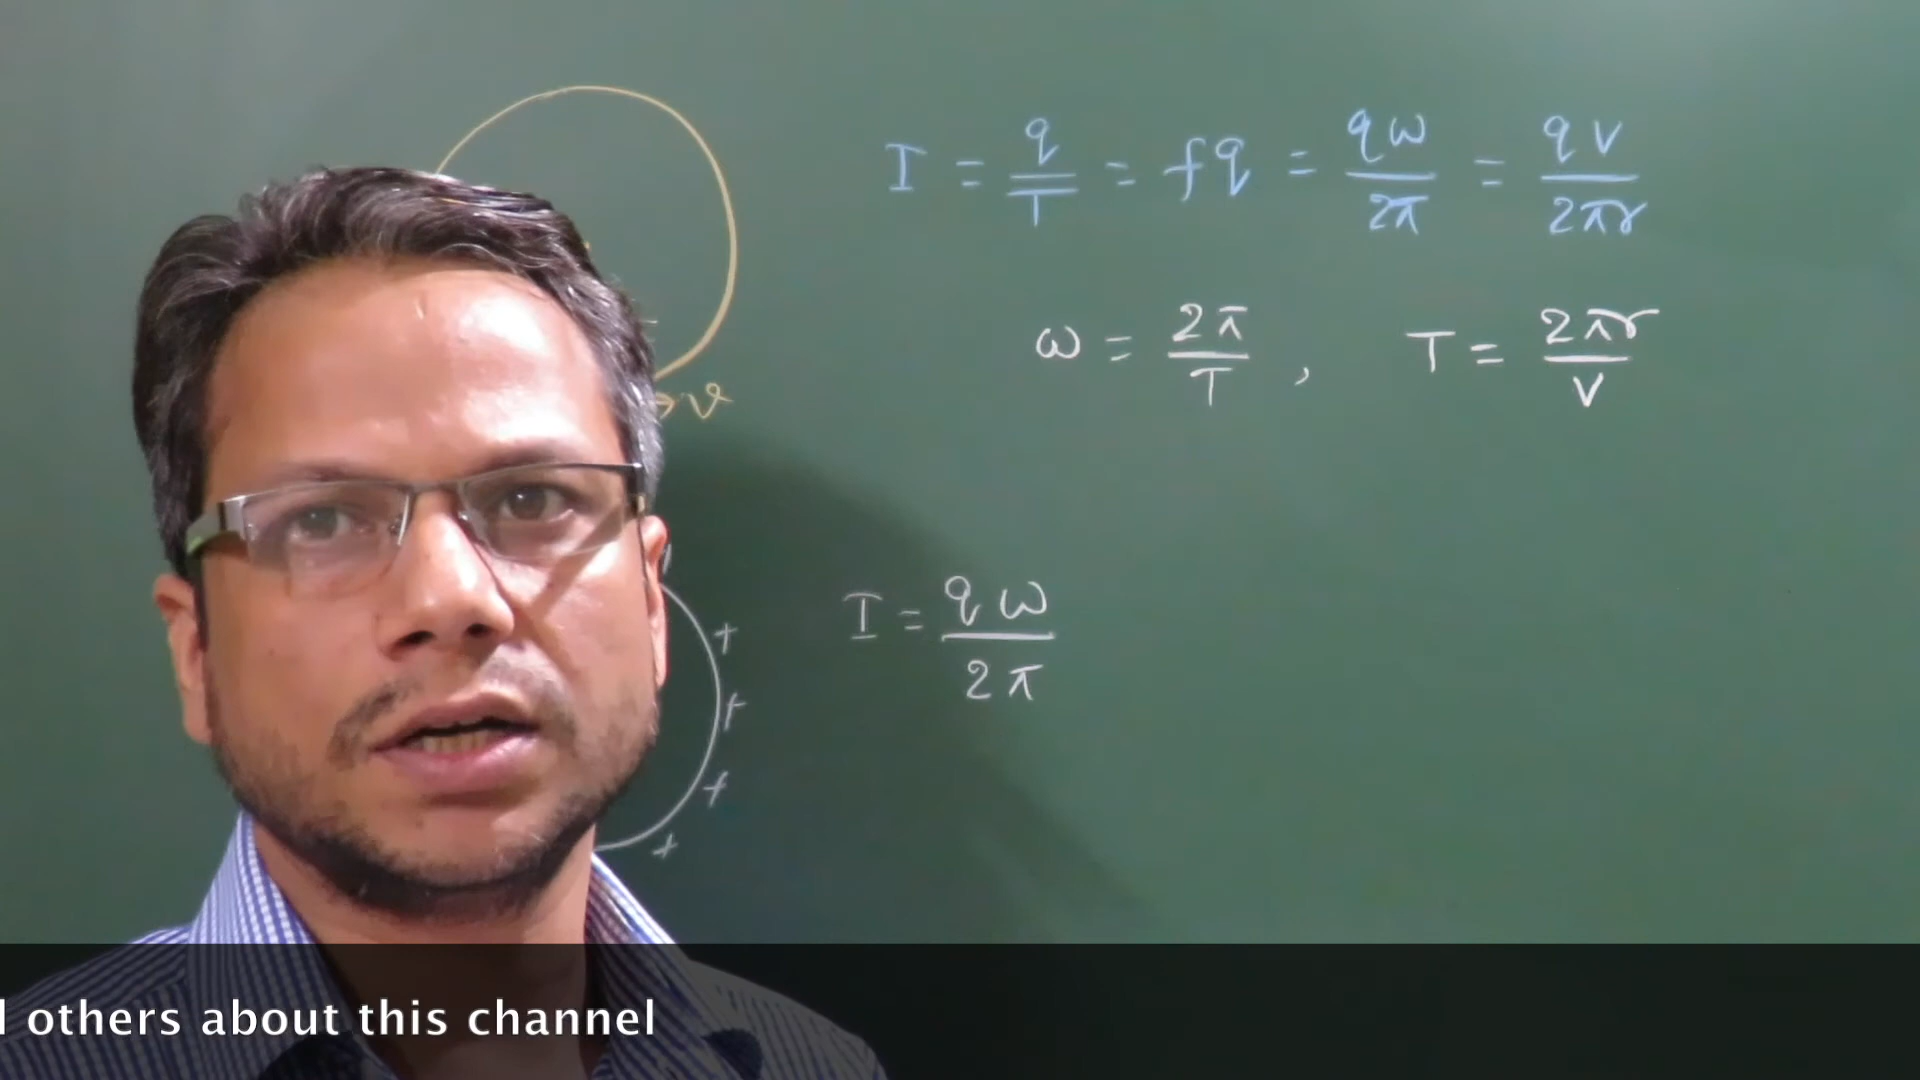 I = q/T = fq = qω/2π = qv/2πr
ω = 2π/T , T = 2πr/v
→ v
+
I = qω/2π
+
+
+
others about this channel